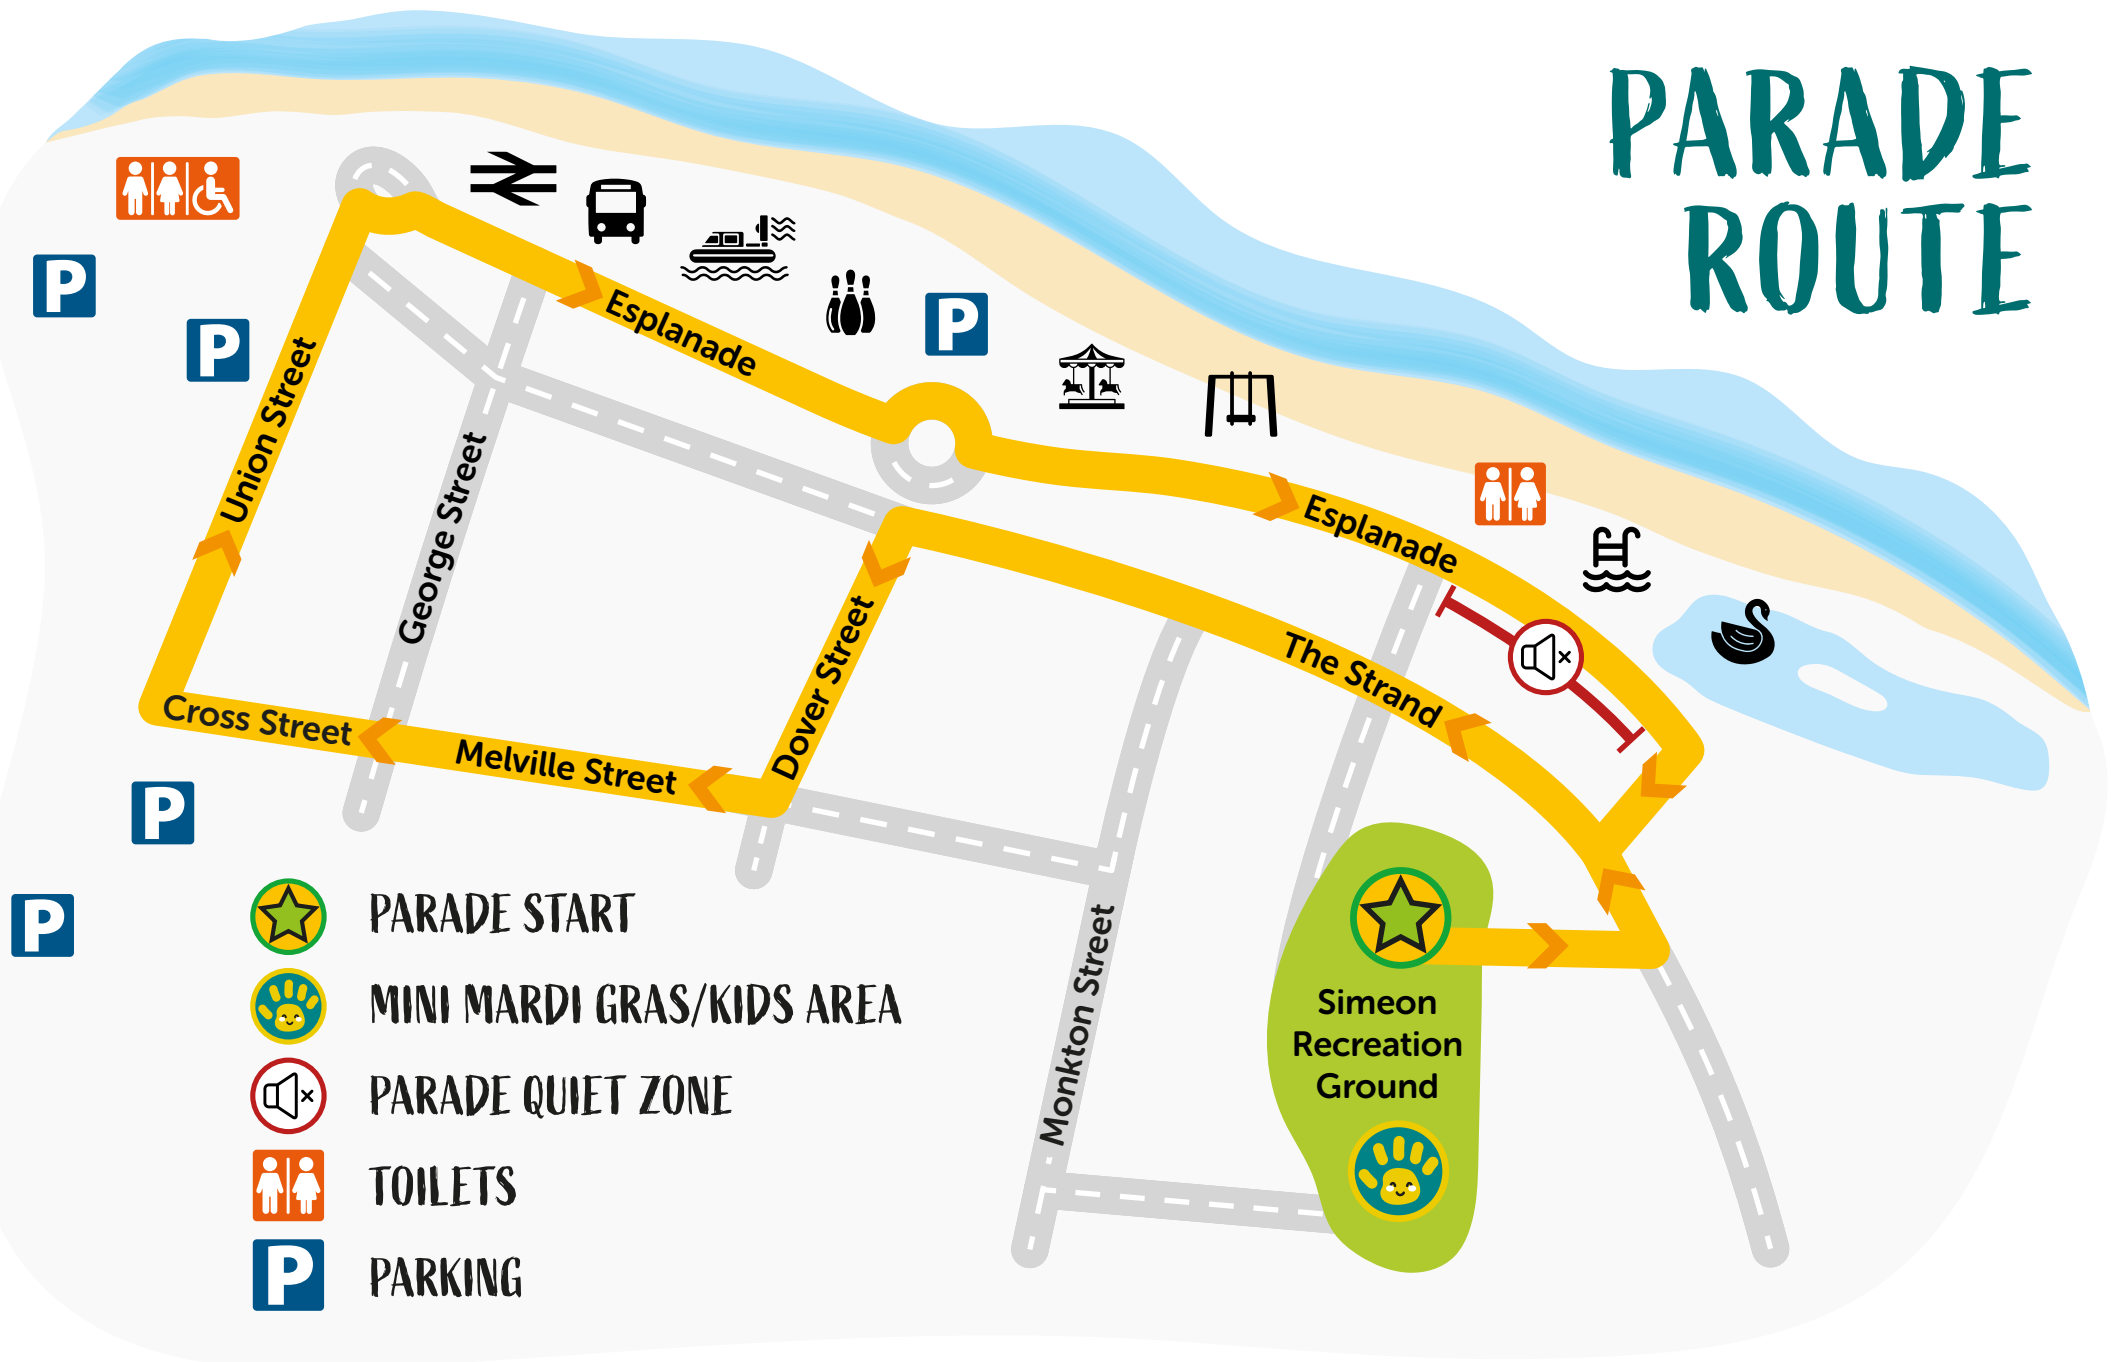 PARADE
ROUTE
P
P
P
Esplanade
Union Street
George Street
Esplanade
Dover Street
The Strand
Cross Street
Melville Street
P
P
PARADE START
MINI MARDI GRAS/KIDS AREA
PARADE QUIET ZONE
TOILETS
P
PARKING
Monkton Street
Simeon
Recreation
Ground